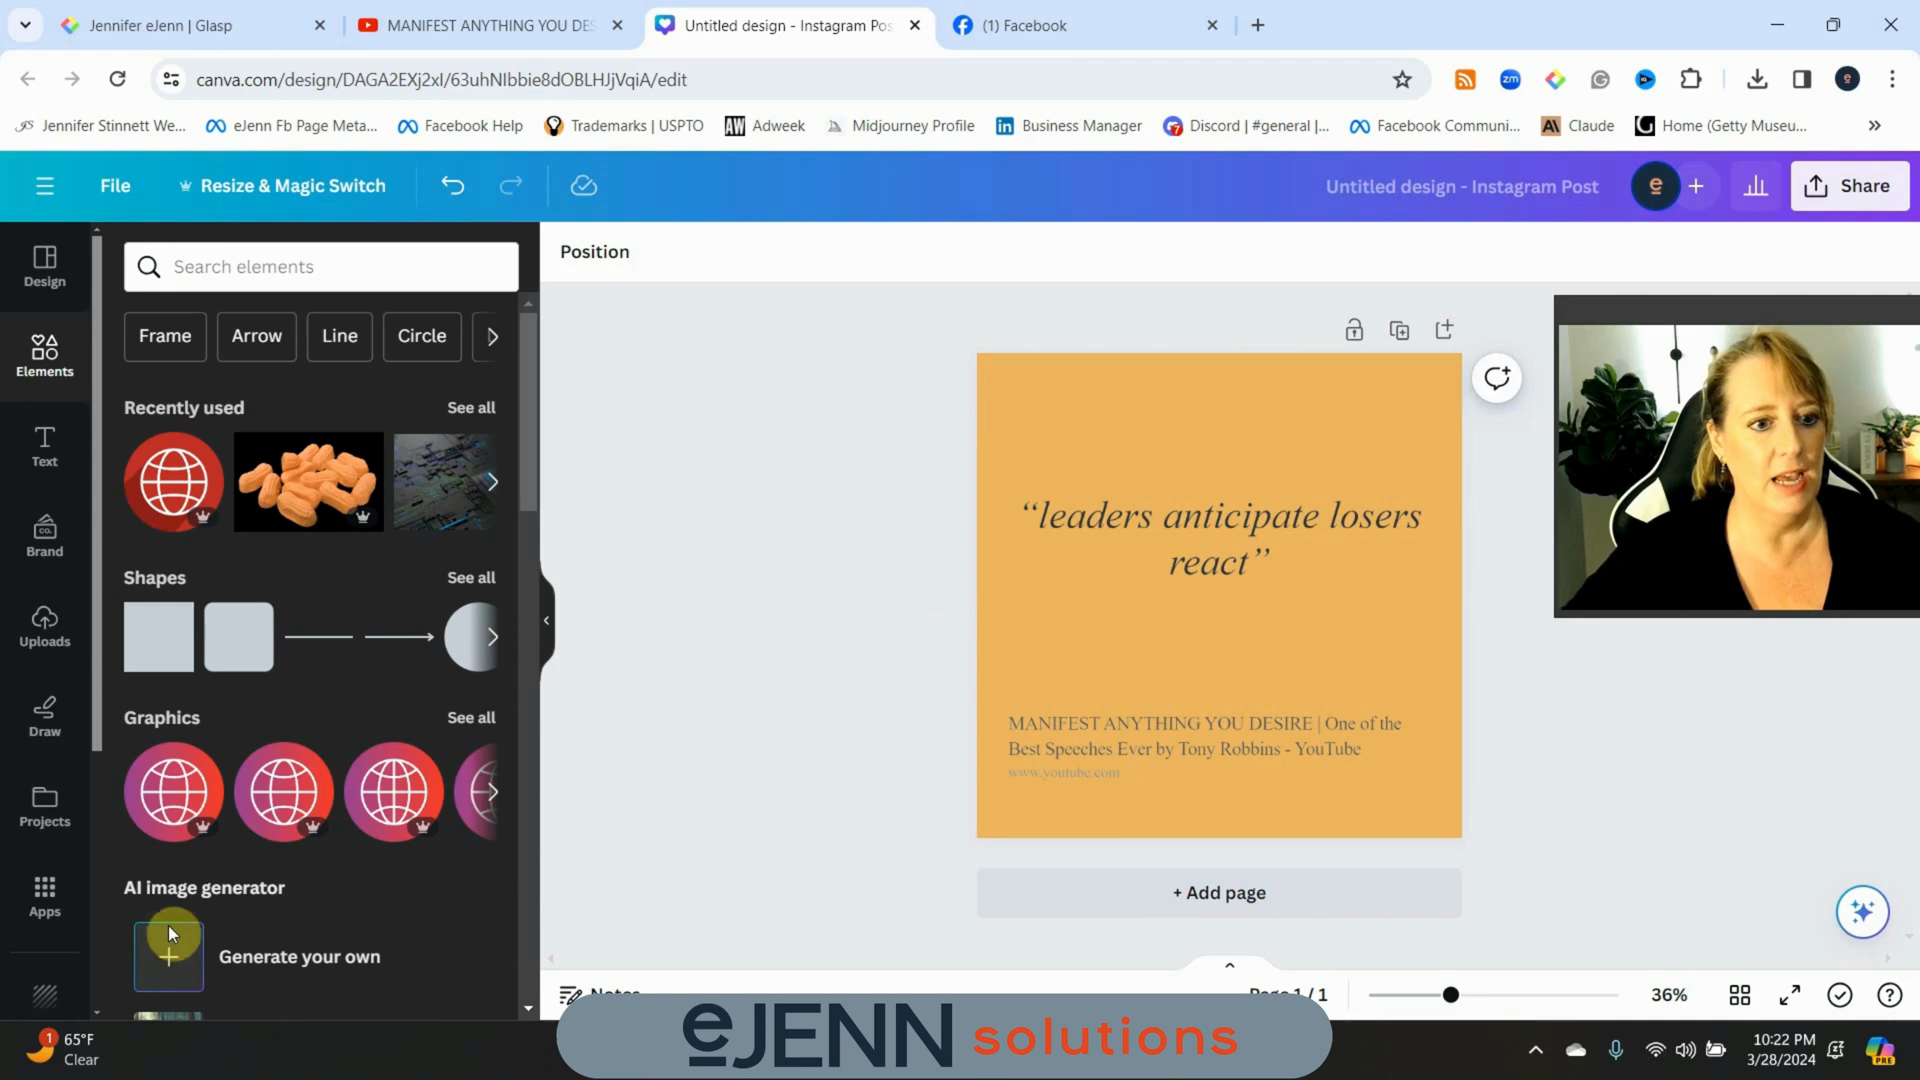 Jennifer eJenn | Glasp
MANIFEST ANYTHING YOU DES
Untitled design - Instagram Pos
(1) Facebook
canva.com/design/DAGA2EXj2xI/63uhNIbbie8dOBLHJjVqiA/edit
Jennifer Stinnett We...
eJenn Fb Page Meta...
Facebook Help
Trademarks | USPTO
AW Adweek
Midjourney Profile
Business Manager
Discord | #general |...
Facebook Communi...
Claude
Home (Getty Museu...
File
Resize & Magic Switch
Untitled design - Instagram Post
Share
Design
Elements
Text
Brand
Uploads
Draw
Projects
Apps
Search elements
Frame
Arrow
Line
Circle
Recently used
See all
Shapes
See all
Graphics
See all
AI image generator
Generate your own
Position
“leaders anticipate losers
react”
MANIFEST ANYTHING YOU DESIRE | One of the
Best Speeches Ever by Tony Robbins - YouTube
www.youtube.com
+ Add page
Notes
Page 1 / 1
36%
eJENN solutions
1
65°F
Clear
10:22 PM
3/28/2024
PRE